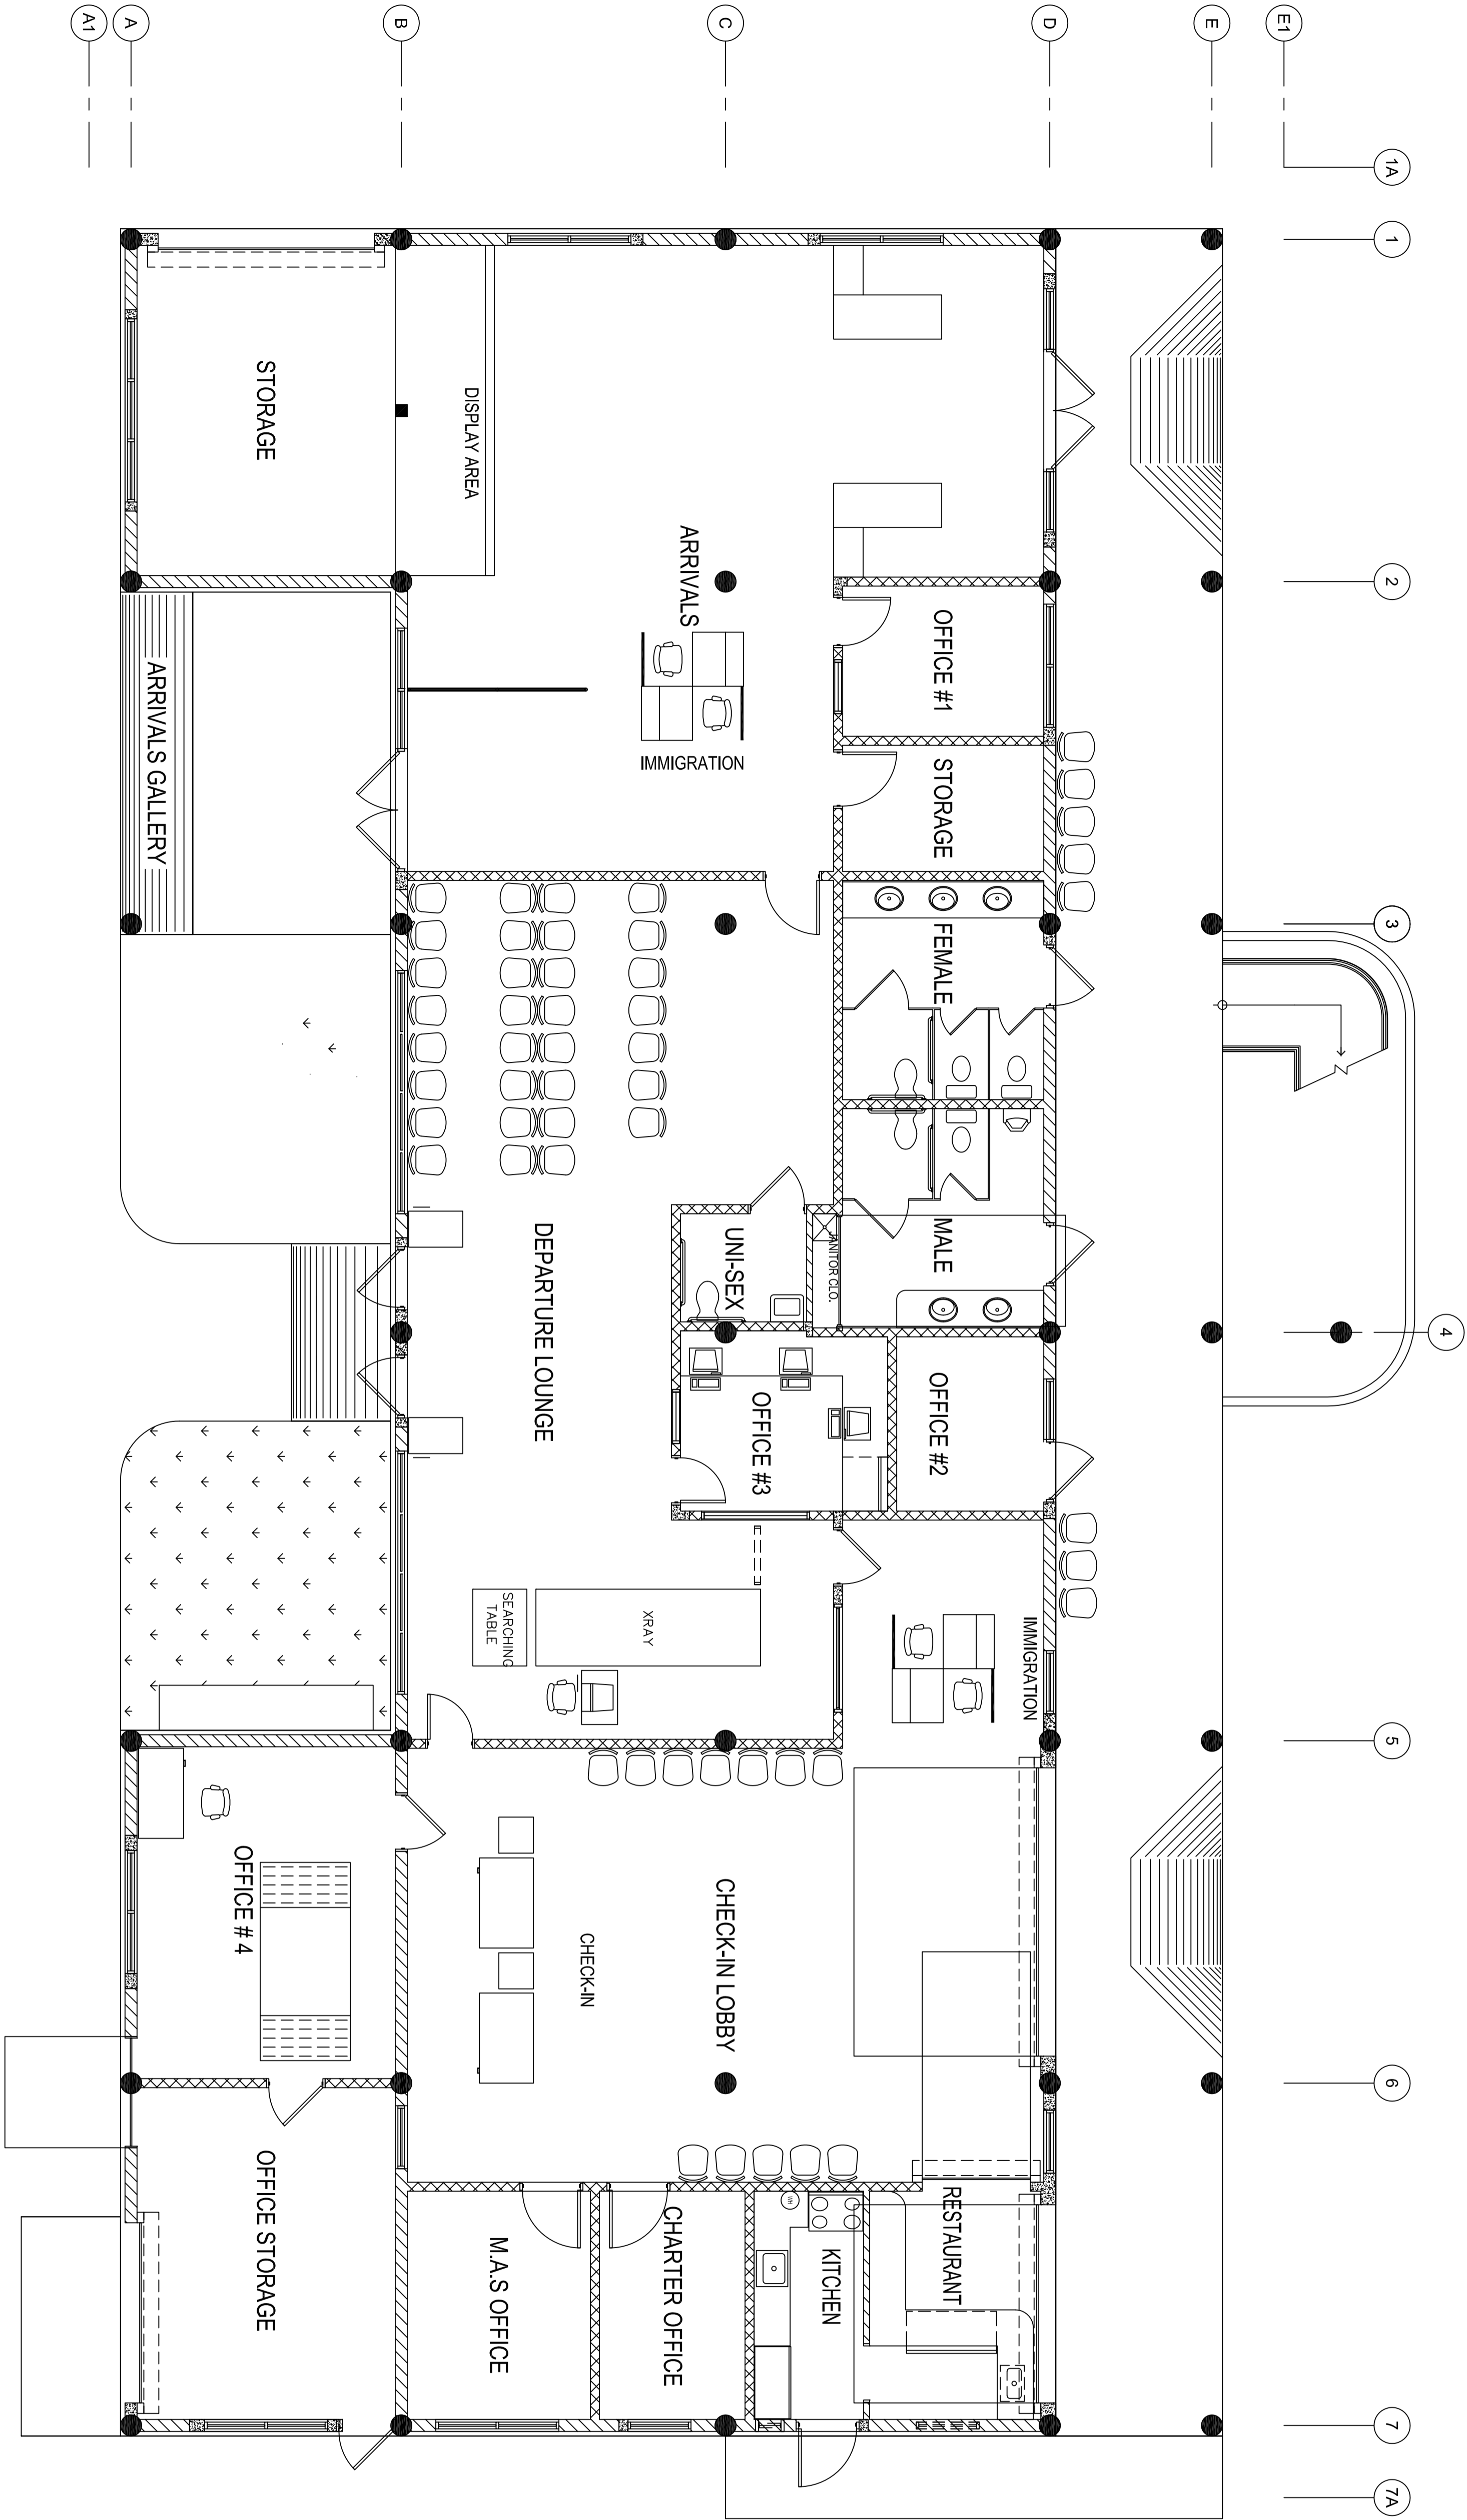 A1
A
B
C
D
E
E1
1A
1
2
3
4
5
6
7
7A
STORAGE
DISPLAY AREA
ARRIVALS
IMMIGRATION
OFFICE #1
STORAGE
ARRIVALS GALLERY
FEMALE
MALE
JANITOR CLO.
UNI-SEX
DEPARTURE LOUNGE
OFFICE #3
OFFICE #2
SEARCHING
TABLE
XRAY
IMMIGRATION
OFFICE # 4
CHECK-IN
CHECK-IN LOBBY
OFFICE STORAGE
M.A.S OFFICE
CHARTER OFFICE
WH
KITCHEN
RESTAURANT